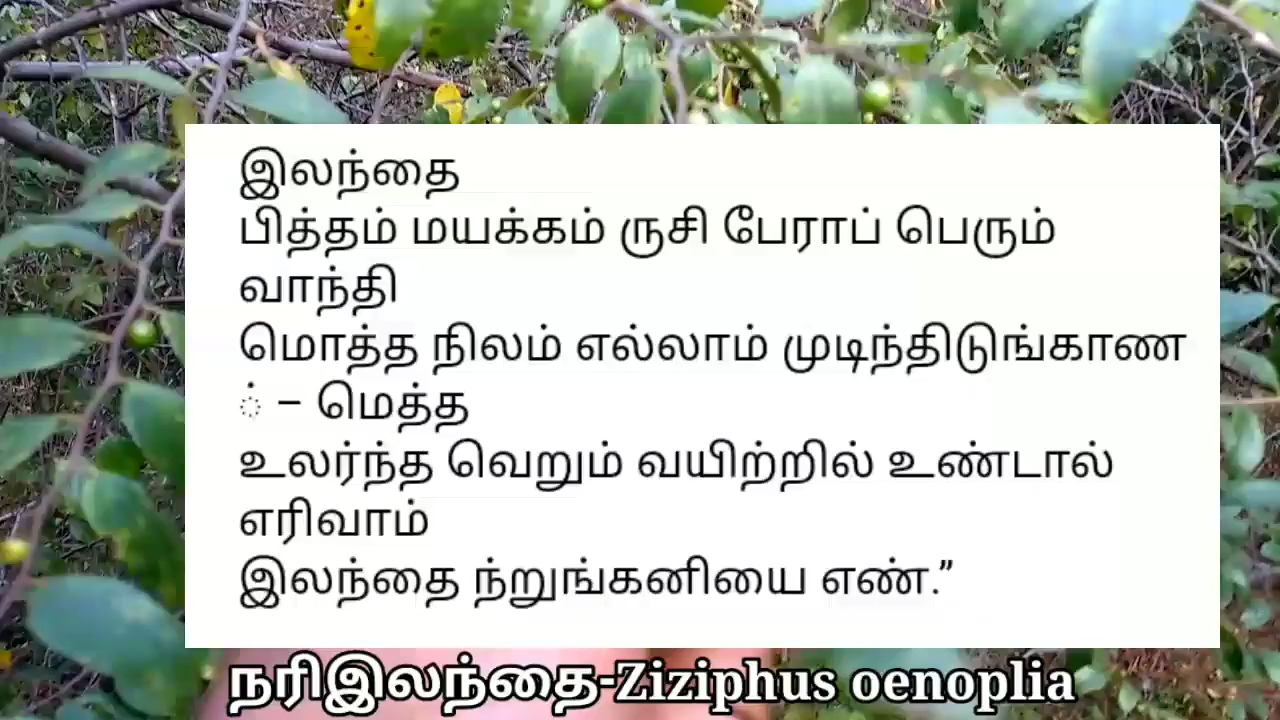 இலந்தை
பித்தம் மயக்கம் ருசி பேராப் பெரும்
வாந்தி
மொத்த நிலம் எல்லாம் முடிந்திடுங்காண
் – மெத்த
உலர்ந்த வெறும் வயிற்றில் உண்டால்
எரிவாம்
இலந்தை ந்றுங்கனியை எண்.”
நரிஇலந்தை-Ziziphus oenoplia